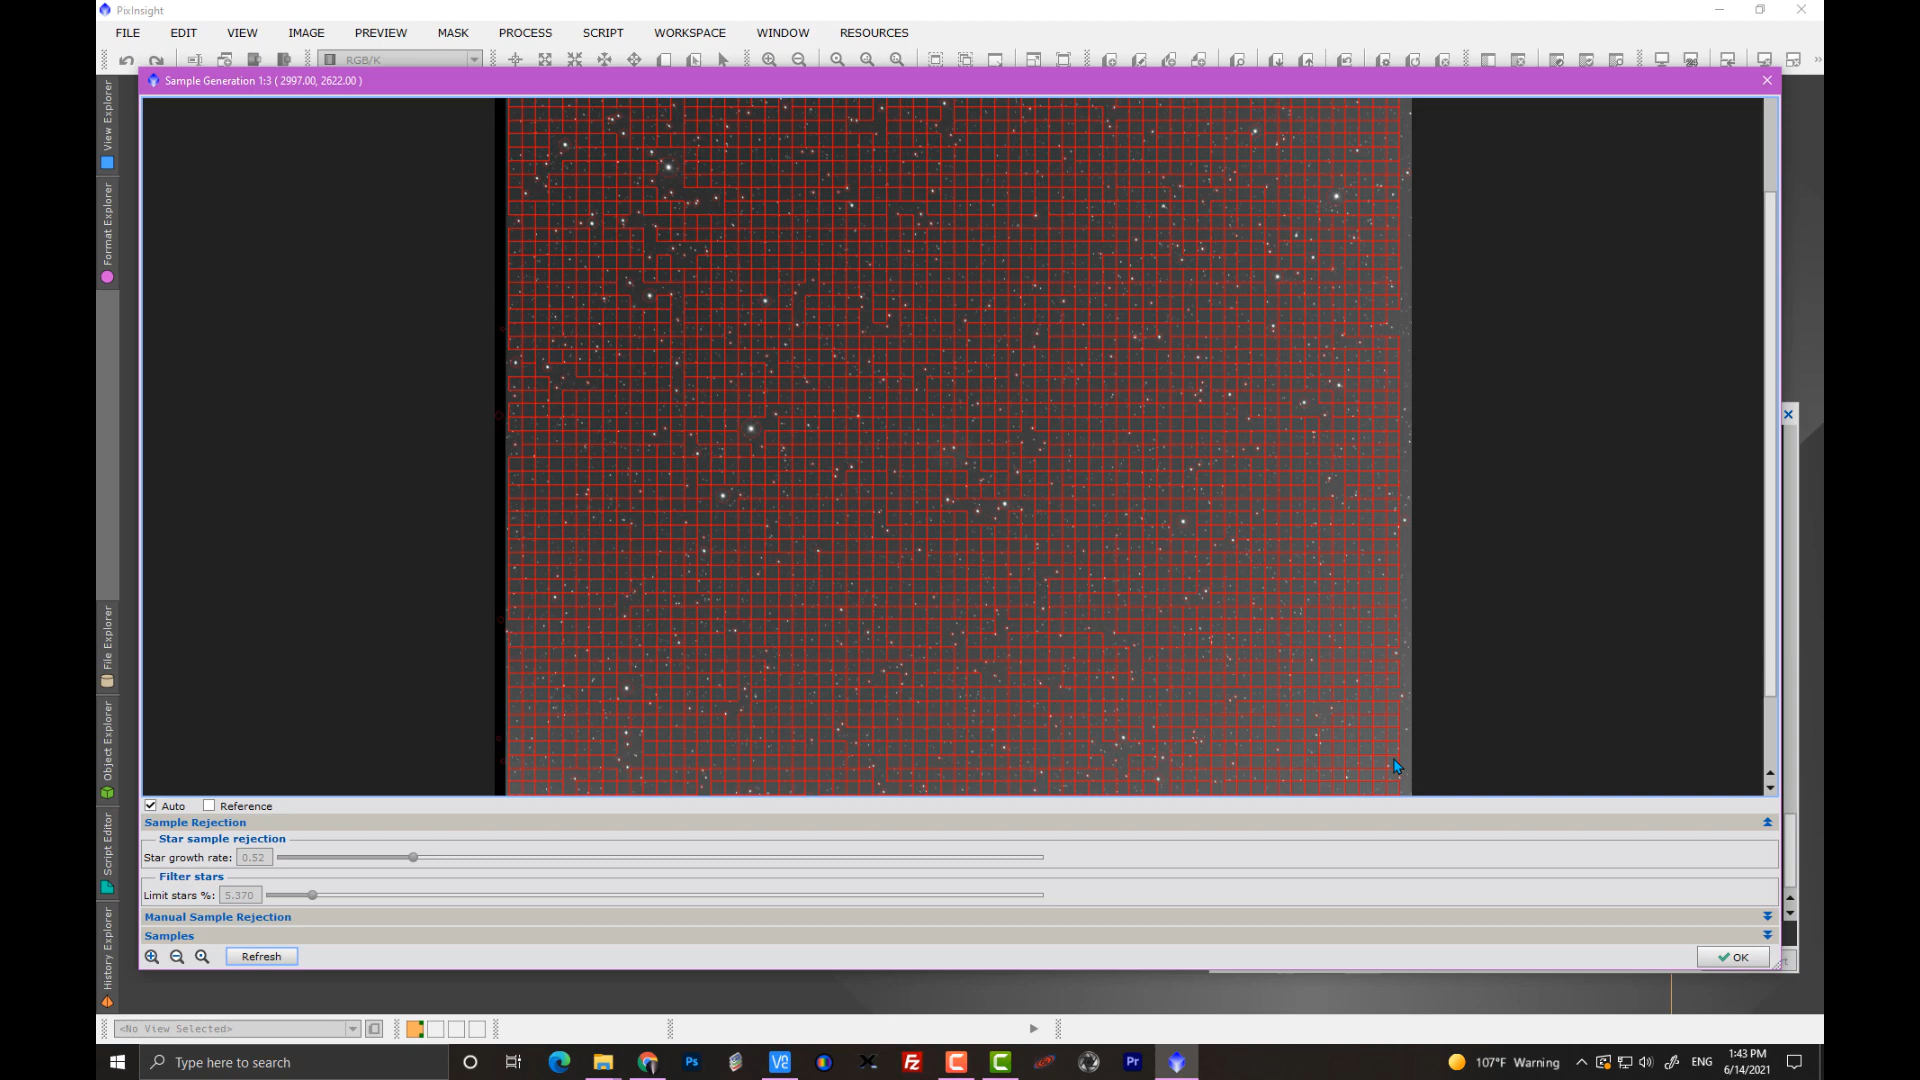 PixInsight
FILE EDIT VIEW IMAGE PREVIEW MASK PROCESS SCRIPT WORKSPACE WINDOW RESOURCES
RGB/K
Sample Generation 1:3 ( 2997.00, 2622.00 )
View Explorer
Format Explorer
File Explorer
Object Explorer
Script Editor
History Explorer
Auto Reference
Sample Rejection
Star sample rejection
Star growth rate: 0.52
Filter stars
Limit stars %: 5.370
Manual Sample Rejection
Samples
Refresh OK
<No View Selected>
Type here to search
107°F Warning
ENG
1:43 PM
6/14/2021